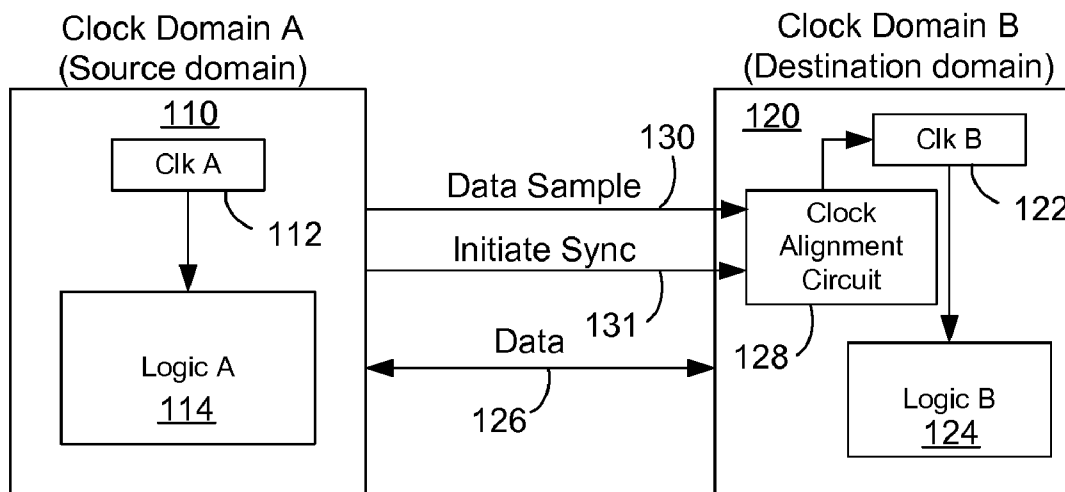 Clock Domain A
(Source domain)
110
Clk A
112
Logic A
114
Data Sample
130
Initiate Sync
131
Data
126
Clock Domain B
(Destination domain)
120
Clk B
122
Clock
Alignment
Circuit
128
Logic B
124